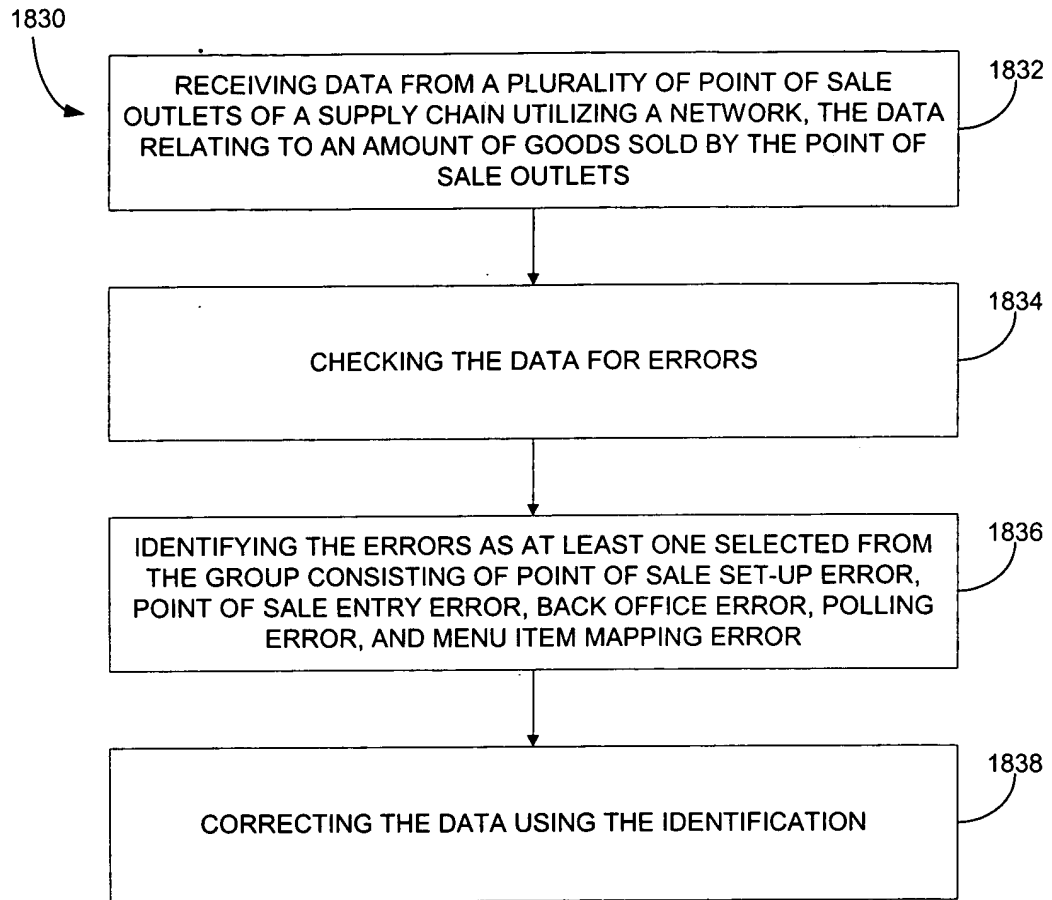 1830
RECEIVING DATA FROM A PLURALITY OF POINT OF SALE
OUTLETS OF A SUPPLY CHAIN UTILIZING A NETWORK, THE DATA
RELATING TO AN AMOUNT OF GOODS SOLD BY THE POINT OF
SALE OUTLETS
1832
CHECKING THE DATA FOR ERRORS
1834
IDENTIFYING THE ERRORS AS AT LEAST ONE SELECTED FROM
THE GROUP CONSISTING OF POINT OF SALE SET-UP ERROR,
POINT OF SALE ENTRY ERROR, BACK OFFICE ERROR, POLLING
ERROR, AND MENU ITEM MAPPING ERROR
1836
CORRECTING THE DATA USING THE IDENTIFICATION
1838